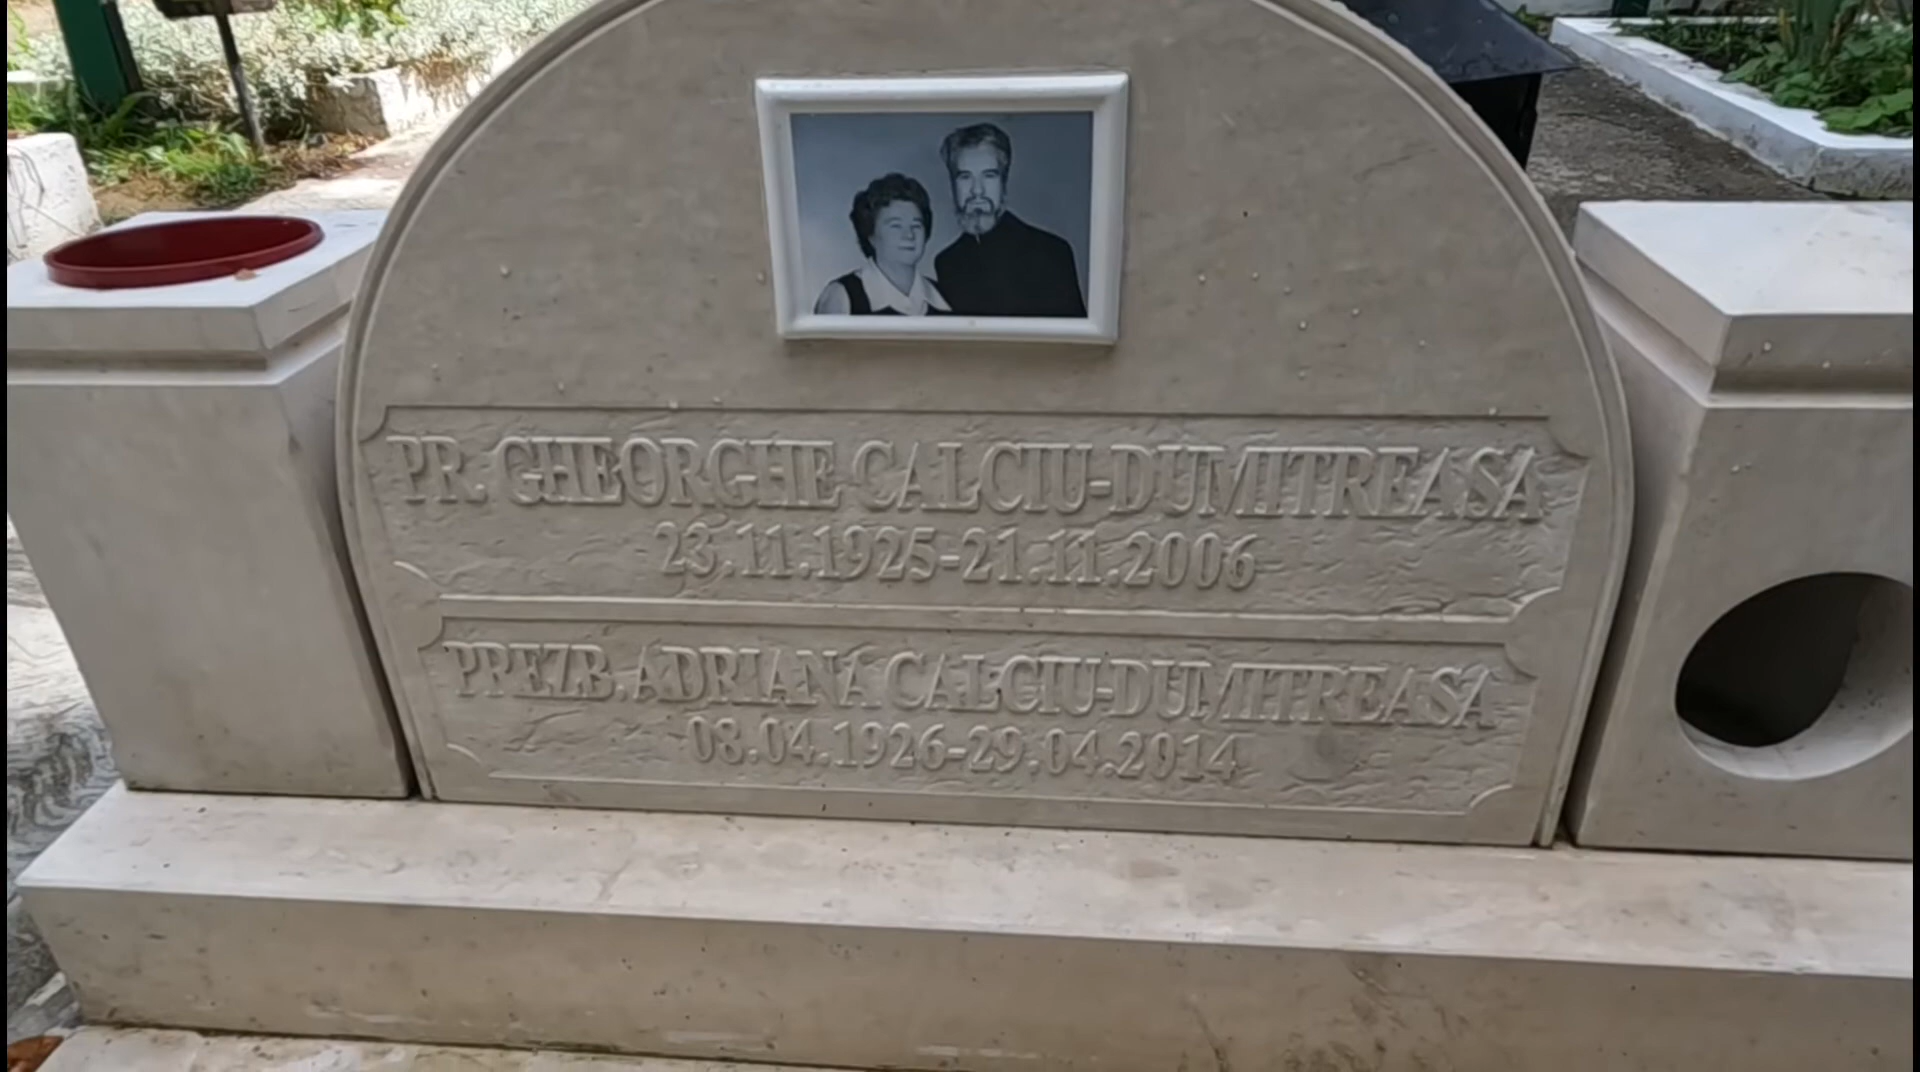 PR. GHEORGHE CALCIU-DUMITREASA
23.11.1925-21.11.2006
PREZB. ADRIANA CALCIU-DUMITREASA
08.04.1926-29.04.2014